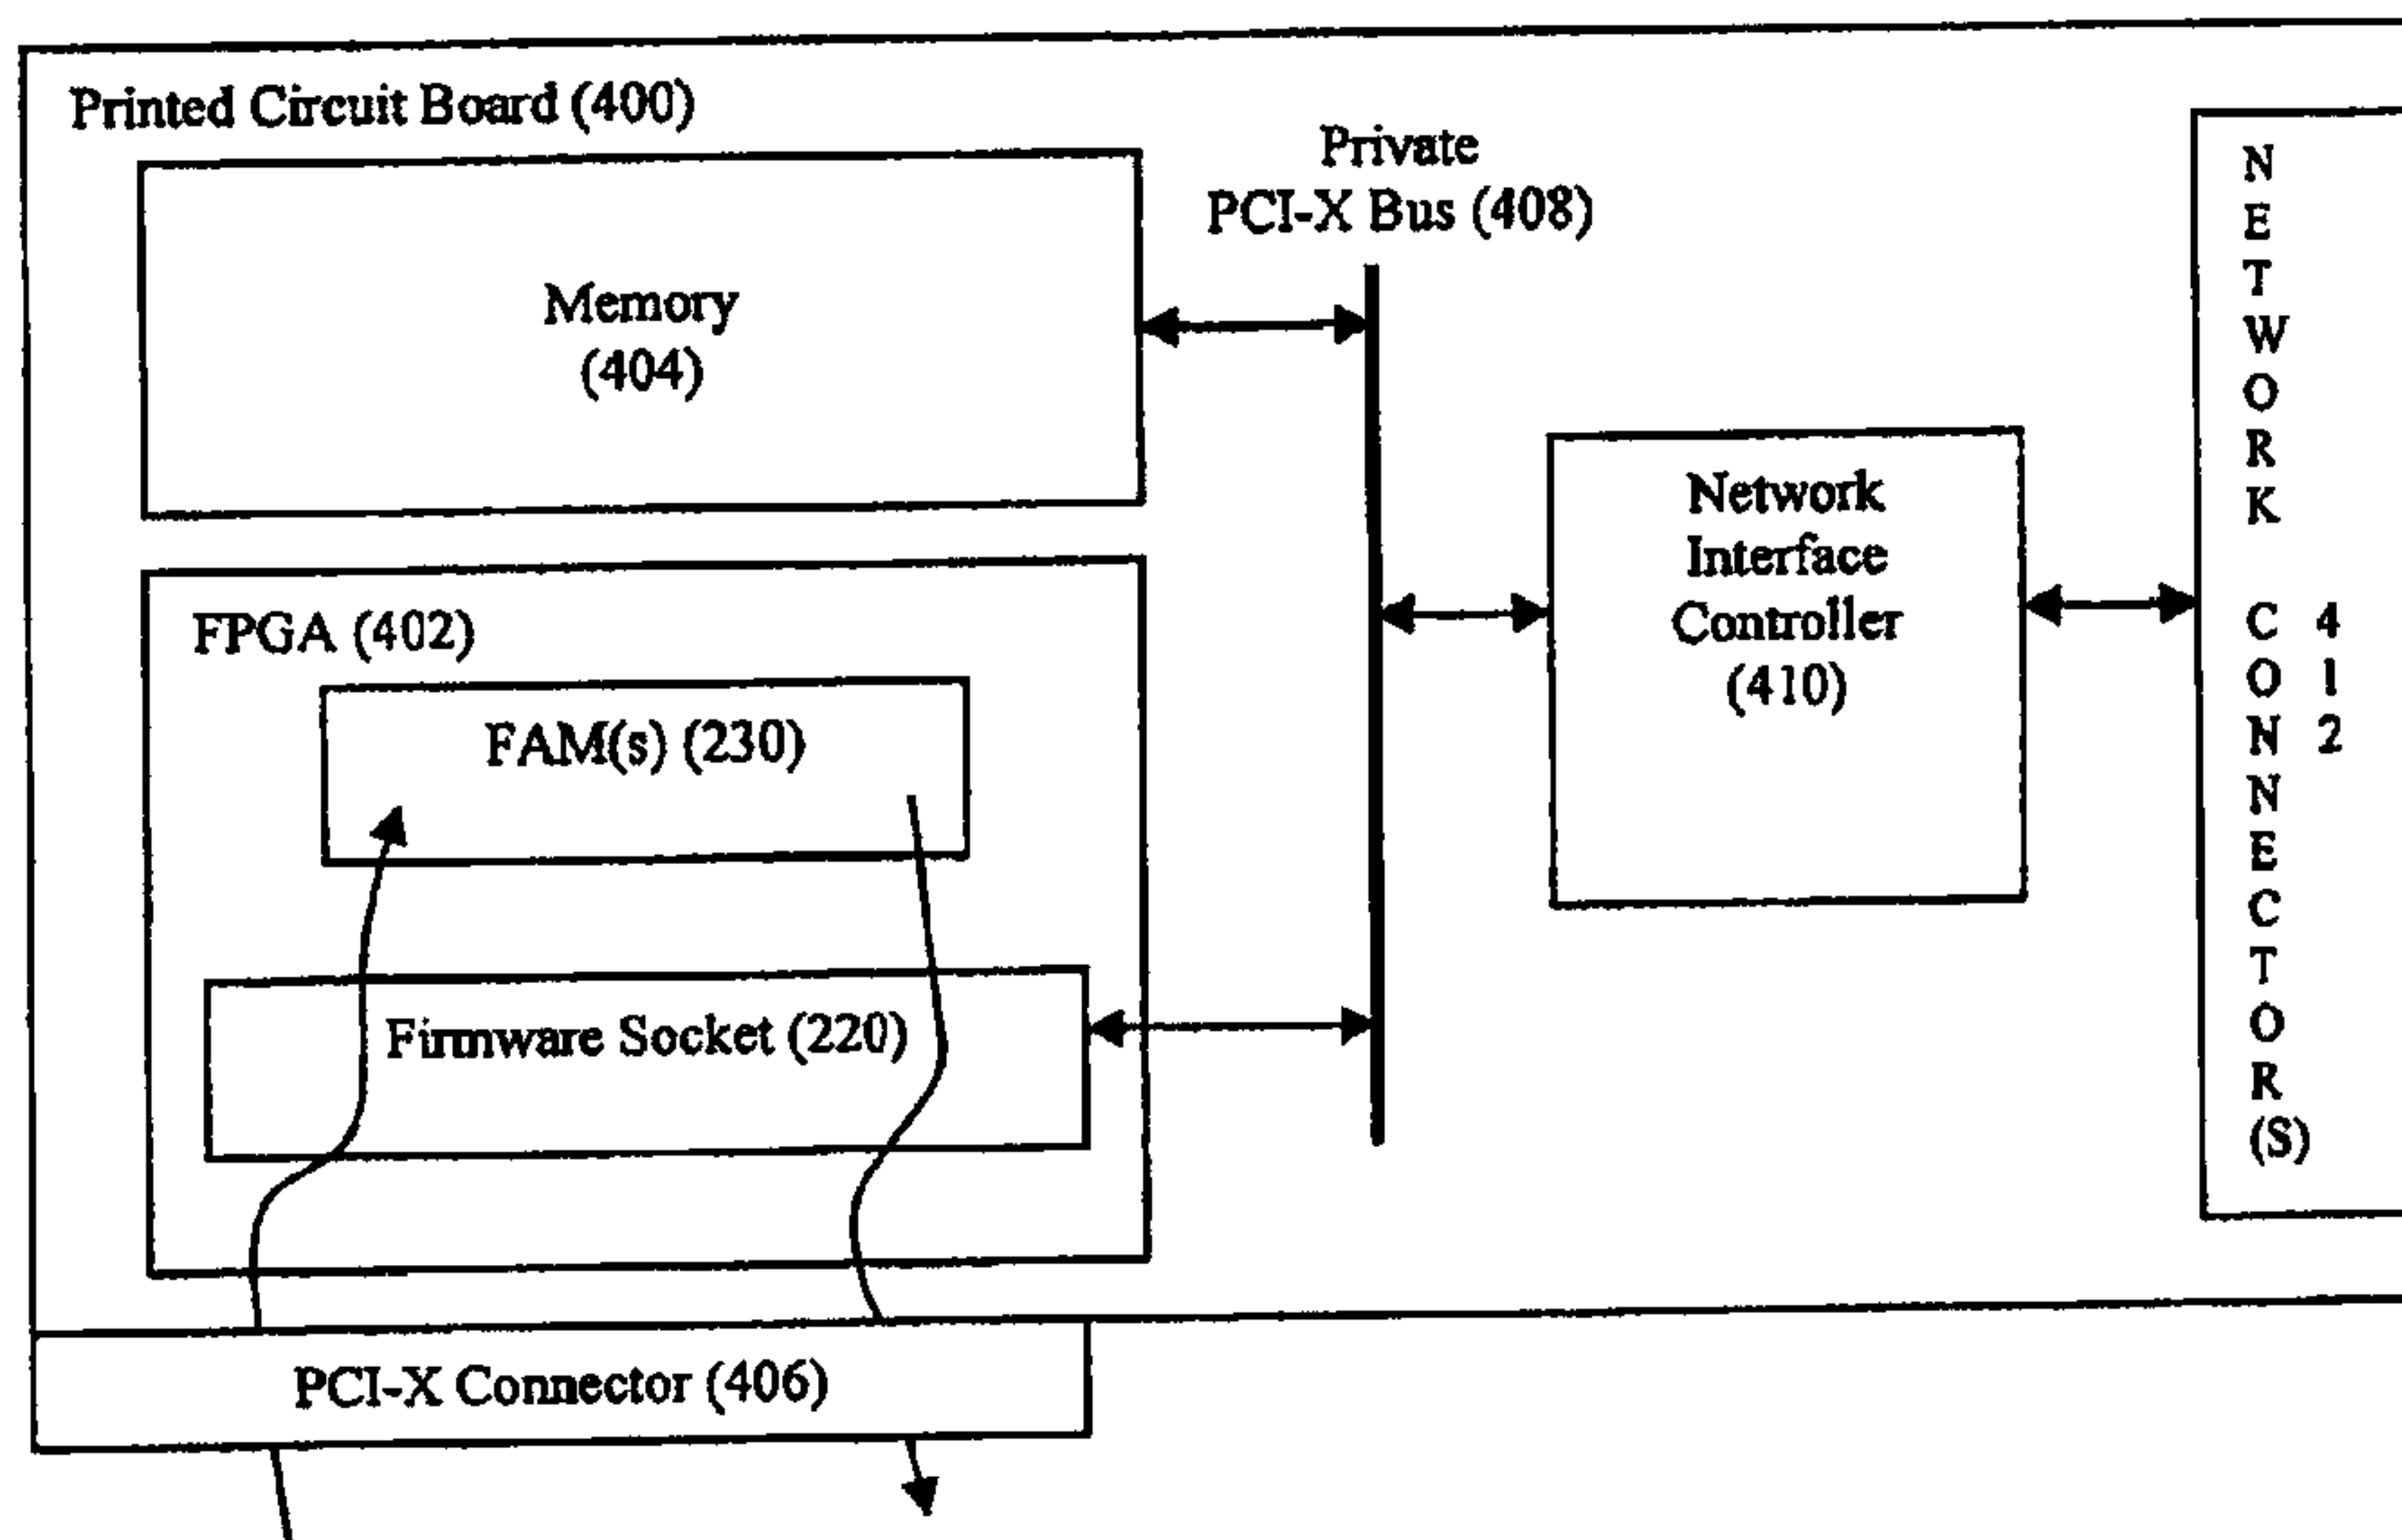 Printed Circuit Board (400)
Memory
(404)
Private
PCI-X Bus (408)
Network
Interface
Controller
(410)
NETWORK CONNECTOR(S)
412
FPGA (402)
FAM(s) (230)
Firmware Socket (220)
PCI-X Connector (406)